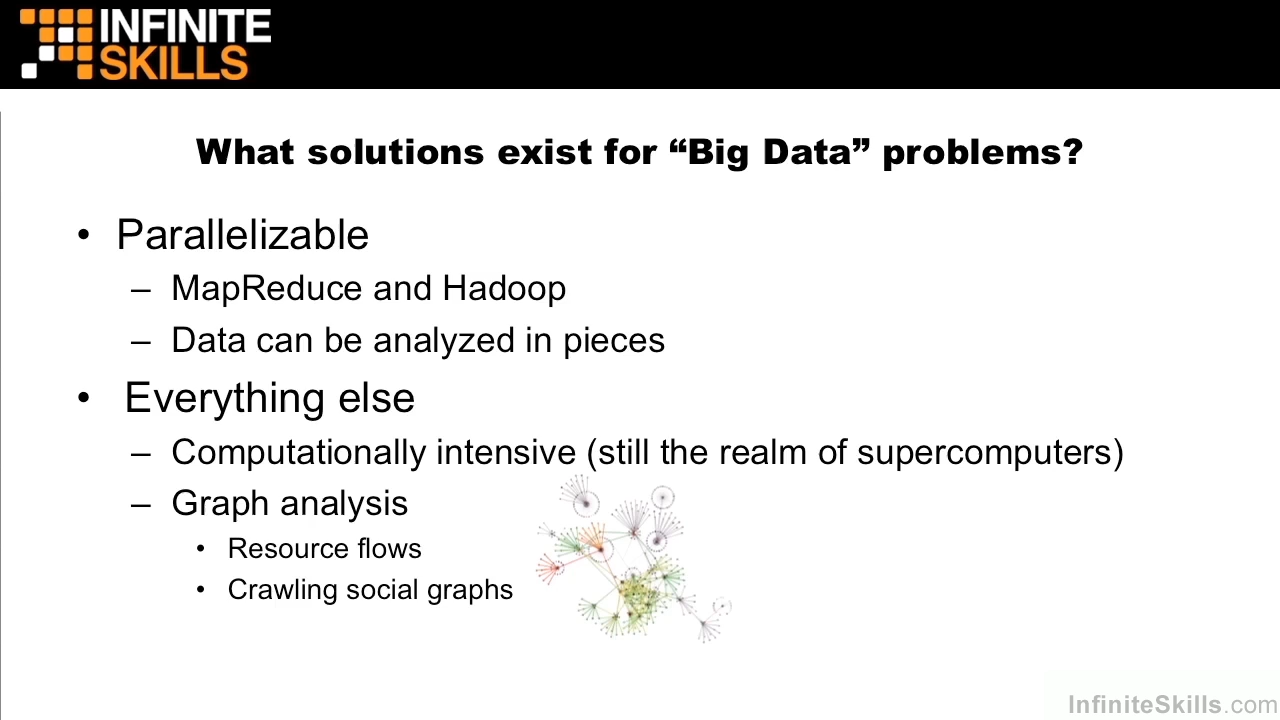 INFINITE
SKILLS
What solutions exist for “Big Data” problems?
• Parallelizable
– MapReduce and Hadoop
– Data can be analyzed in pieces
• Everything else
– Computationally intensive (still the realm of supercomputers)
– Graph analysis
• Resource flows
• Crawling social graphs
InfiniteSkills.com